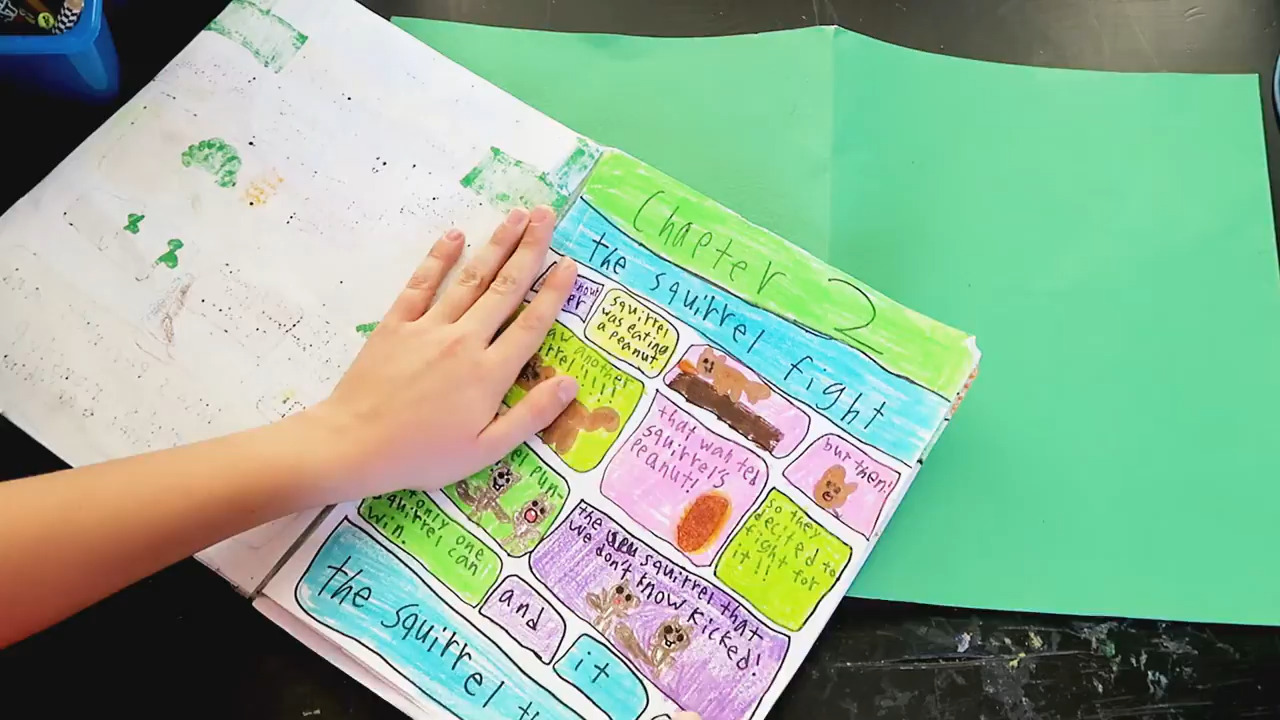 Chapter 2
the squirrel fight
squirrel
was eating
a peanut
but then!
another
that wanted
squirrel's
peanut!
so they
decited to
fight for
it!!
only one
squirrel can
win.
the squirrel that
we don't know kicked!
and
it
the squirrel